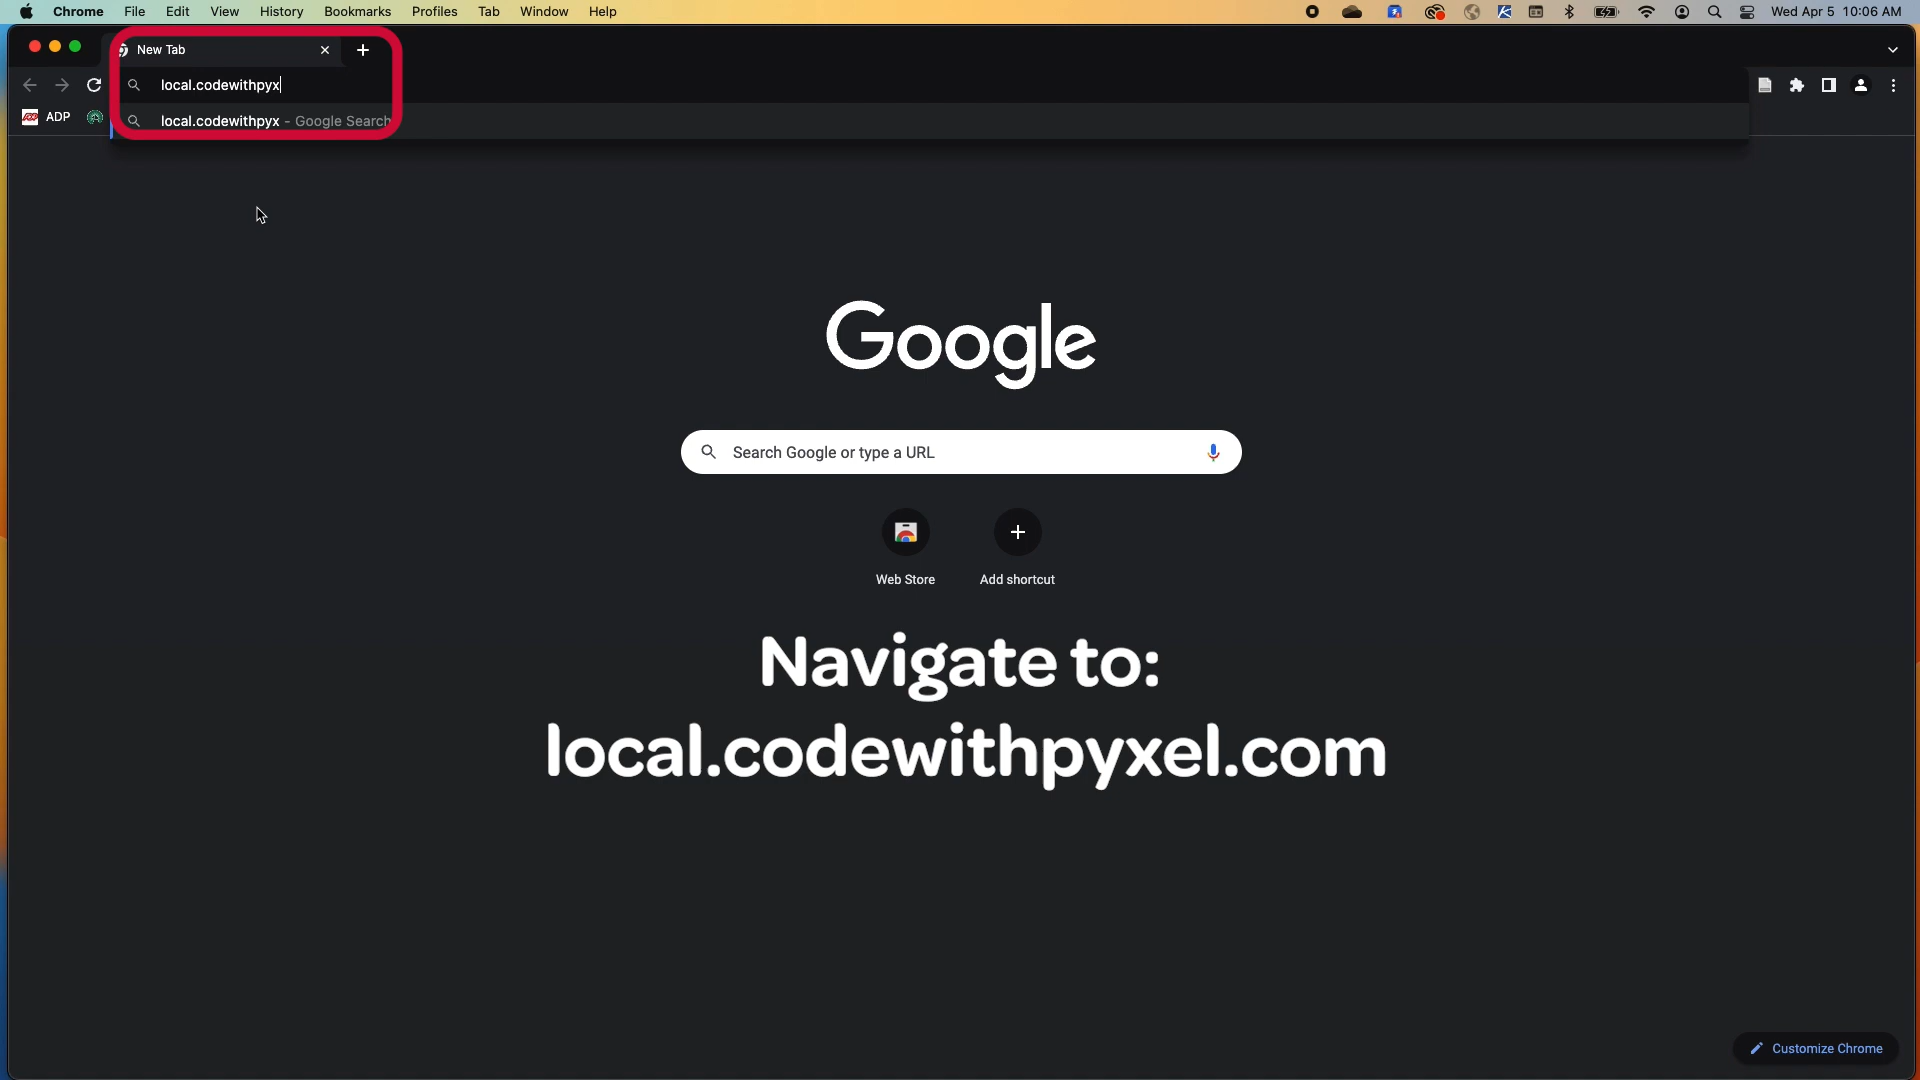 Chrome File Edit View History Bookmarks Profiles Tab Window Help Wed Apr 5 10:06 AM
New Tab
local.codewithpyx
ADP
local.codewithpyx - Google Search
Google
Search Google or type a URL
Web Store Add shortcut
Navigate to:
local.codewithpyxel.com
Customize Chrome